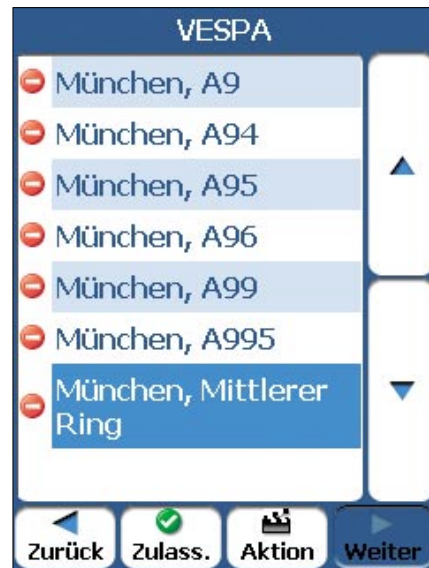 VESPA
München, A9
München, A94
München, A95
München, A96
München, A99
München, A995
München, Mittlerer
Ring
Zurück Zulass. Aktion Weiter